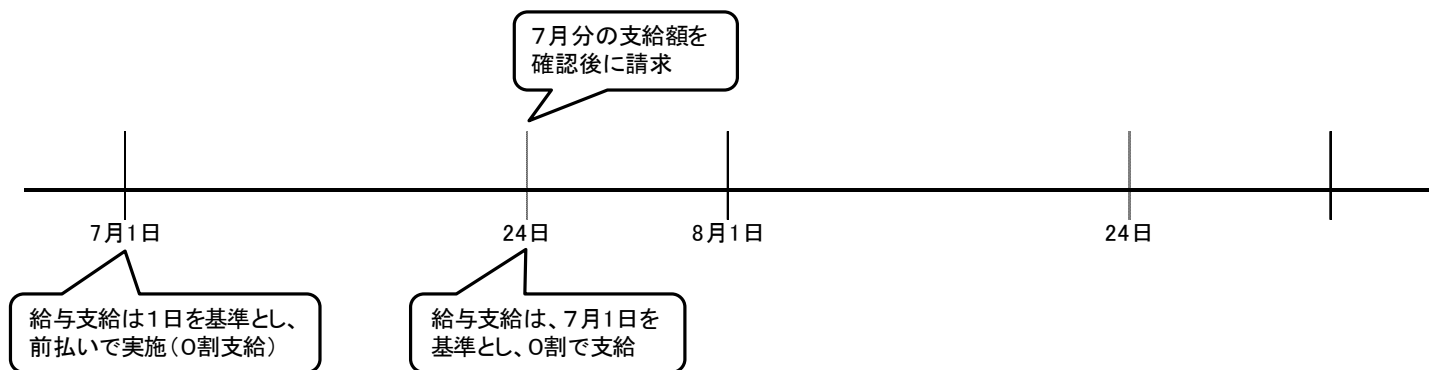 7月分の支給額を
確認後に請求
7月1日
24日
8月1日
24日
給与支給は1日を基準とし、
前払いで実施(0割支給)
給与支給は、7月1日を
基準とし、0割で支給